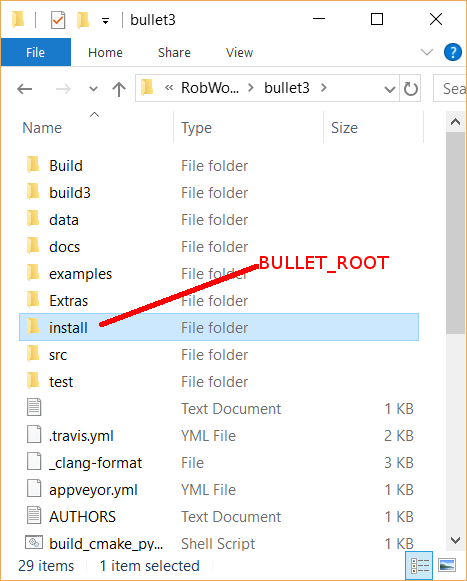 bullet3
File Home Share View
« RobWo... > bullet3 > Sea
Name Type Size
Build File folder
build3 File folder
data File folder
docs File folder
examples File folder
BULLET_ROOT
Extras File folder
install File folder
src File folder
test File folder
Text Document 1 KB
.travis.yml YML File 2 KB
_clang-format File 3 KB
appveyor.yml YML File 1 KB
AUTHORS Text Document 1 KB
build_cmake_py... Shell Script 1 KB
29 items 1 item selected